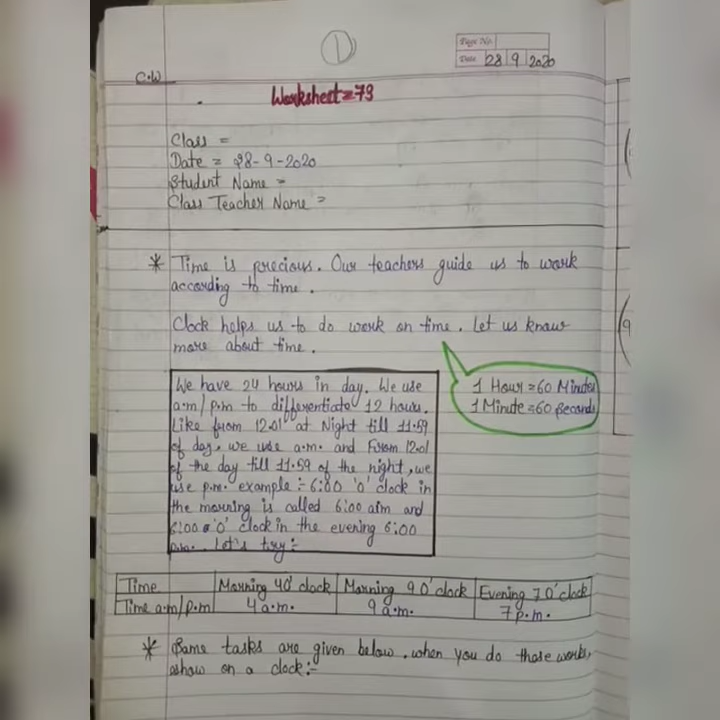 1
Page No.
Date 28 9 2020
C.W
Worksheet=73
Class =
Date = 28-9-2020
Student Name =
Class Teacher Name =
* Time is precious. Our teachers guide us to work
according to time.
Clock helps us to do work on time. Let us know
more about time.
1 Hour =60 Minutes
1 Minute =60 Seconds
We have 24 hours in day. We use
a.m/p.m to differentiate 12 hours.
Like from 12.01 at Night till 11.59
of day, we use a.m. and From 12.01
of the day till 11.59 of the night, we
use p.m. example :- 6:00 'O' clock in
the morning is called 6:00 a.m and
6:00 'O' clock in the evening 6:00
p.m. Let's try:-
Time Morning 4 O'clock Morning 9 O'clock Evening 7 O'clock
Time a.m/p.m 4 a.m. 9 a.m. 7 p.m.
* Some tasks are given below, when you do those works,
show on a clock:-